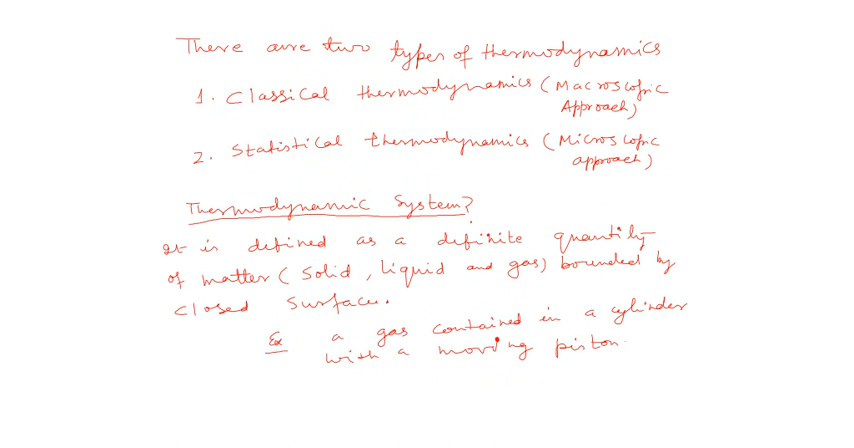 There are two types of thermodynamics
1. Classical thermodynamics (Macroscopic Approach)
2. Statistical thermodynamics (Microscopic approach)
Thermodynamic System?
It is defined as a definite quantity
of matter (Solid, liquid and gas) bounded by
closed surface.
Ex a gas contained in a cylinder
with a moving piston.